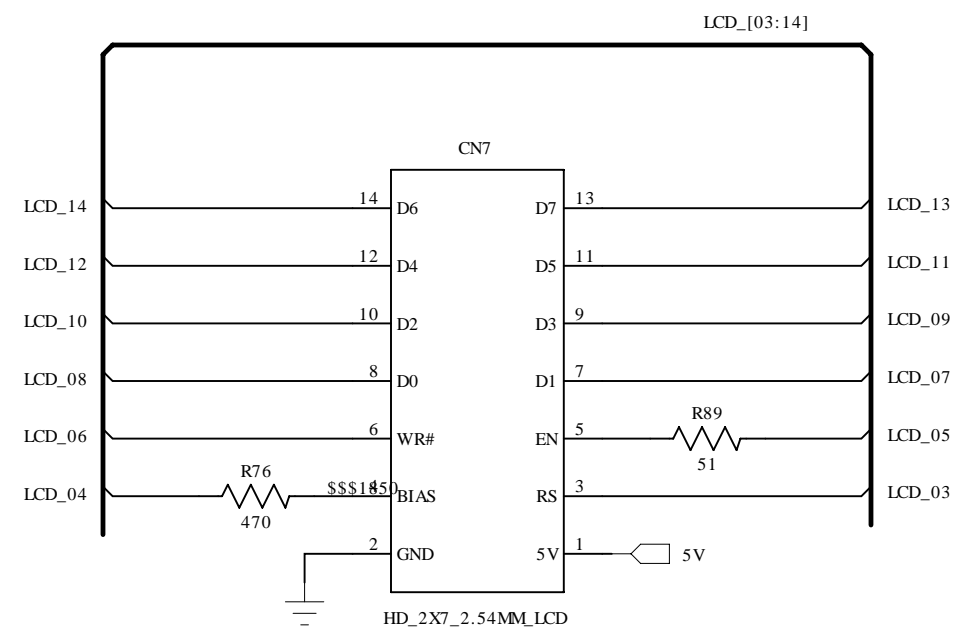 LCD_[03:14]
CN7
LCD_14 14 D6 D7 13 LCD_13
LCD_12 12 D4 D5 11 LCD_11
LCD_10 10 D2 D3 9 LCD_09
LCD_08 8 D0 D1 7 LCD_07
R89
LCD_06 6 WR# EN 5 LCD_05
51
R76
LCD_04 $$$1850 4 BIAS RS 3 LCD_03
470
2 GND 5V 1 5V
HD_2X7_2.54MM_LCD